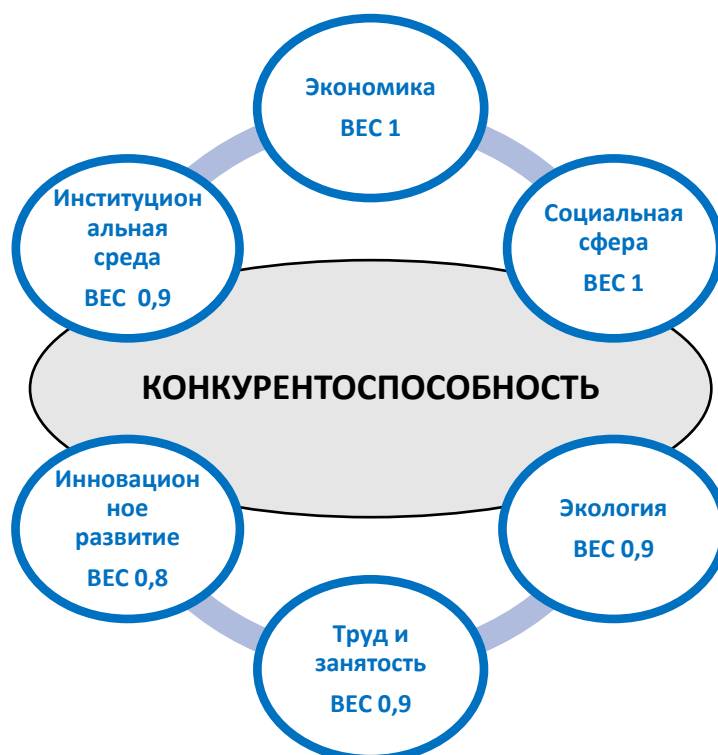 Экономика
ВЕС 1
Институцион
альная
среда
ВЕС 0,9
Социальная
сфера
ВЕС 1
КОНКУРЕНТОСПОСОБНОСТЬ
Инновацион
ное
развитие
ВЕС 0,8
Экология
ВЕС 0,9
Труд и
занятость
ВЕС 0,9